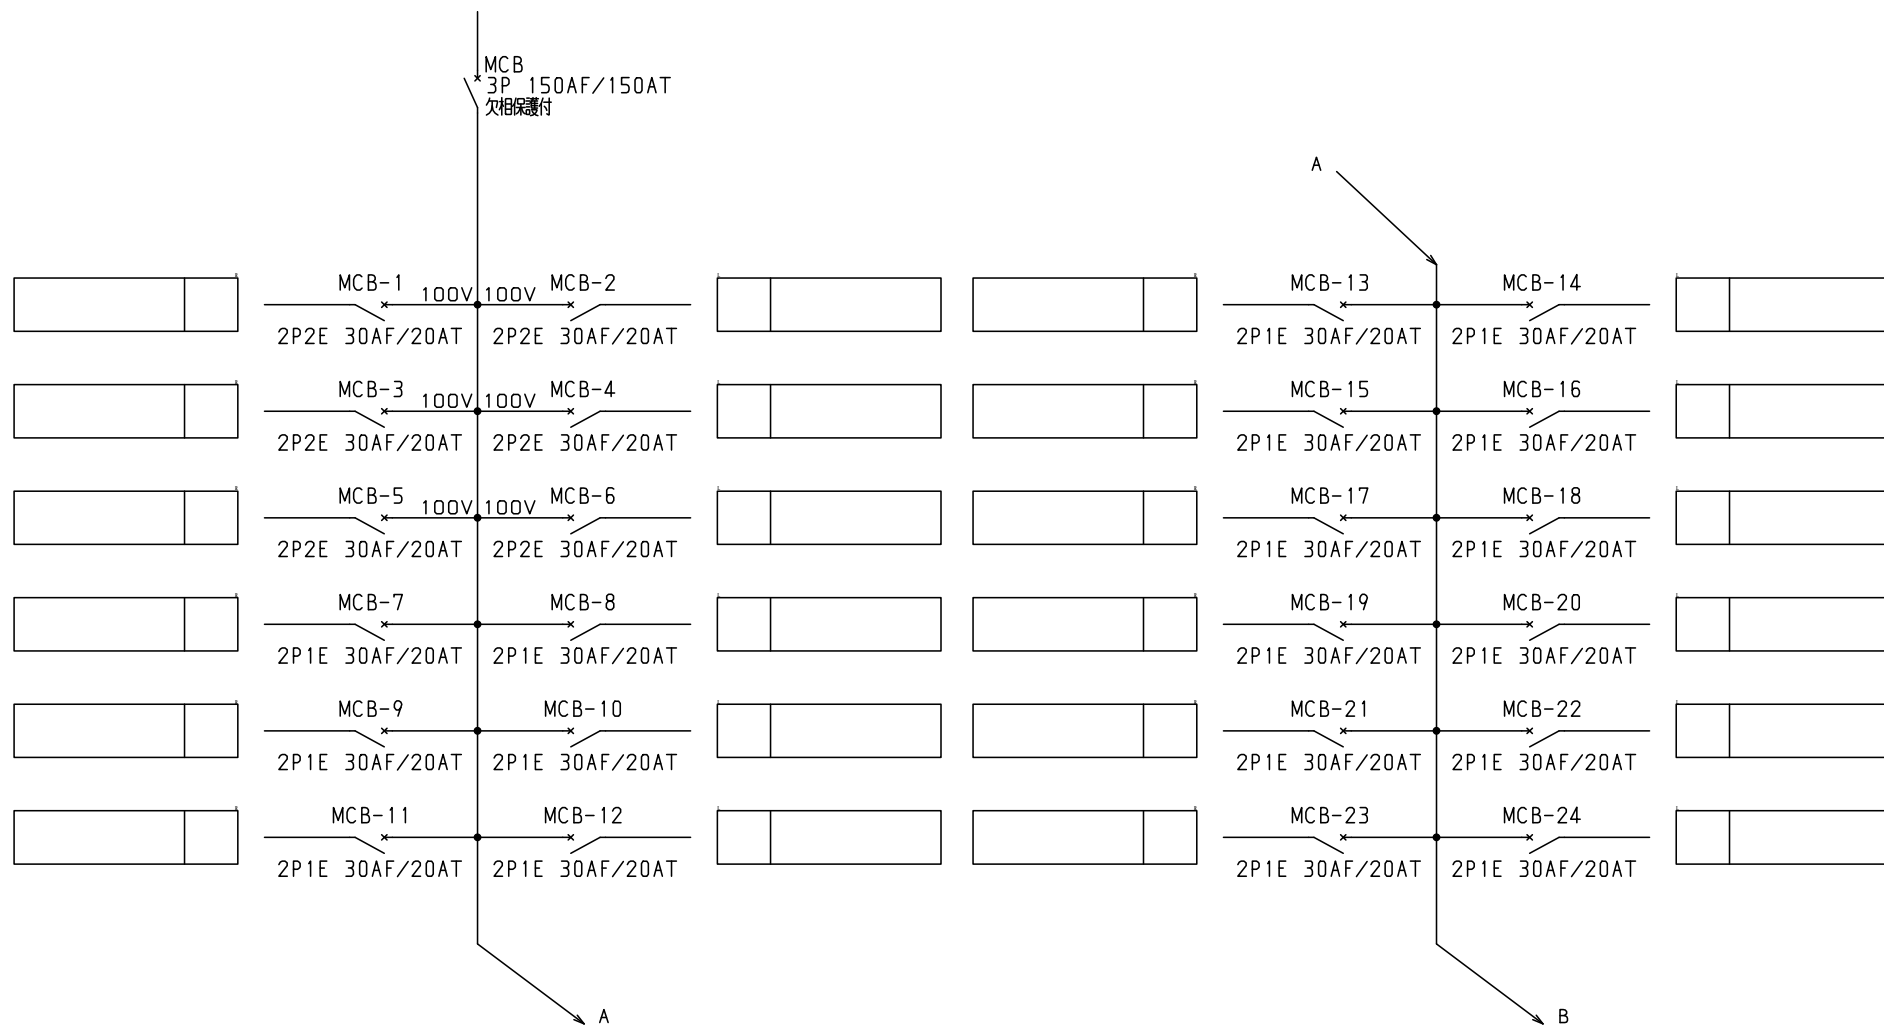 MCB
3P 150AF/150AT
欠相保護付
A
MCB-1 100V 100V MCB-2
2P2E 30AF/20AT 2P2E 30AF/20AT
MCB-3 100V 100V MCB-4
2P2E 30AF/20AT 2P2E 30AF/20AT
MCB-5 100V 100V MCB-6
2P2E 30AF/20AT 2P2E 30AF/20AT
MCB-7 MCB-8
2P1E 30AF/20AT 2P1E 30AF/20AT
MCB-9 MCB-10
2P1E 30AF/20AT 2P1E 30AF/20AT
MCB-11 MCB-12
2P1E 30AF/20AT 2P1E 30AF/20AT
A
MCB-13 MCB-14
2P1E 30AF/20AT 2P1E 30AF/20AT
MCB-15 MCB-16
2P1E 30AF/20AT 2P1E 30AF/20AT
MCB-17 MCB-18
2P1E 30AF/20AT 2P1E 30AF/20AT
MCB-19 MCB-20
2P1E 30AF/20AT 2P1E 30AF/20AT
MCB-21 MCB-22
2P1E 30AF/20AT 2P1E 30AF/20AT
MCB-23 MCB-24
2P1E 30AF/20AT 2P1E 30AF/20AT
B